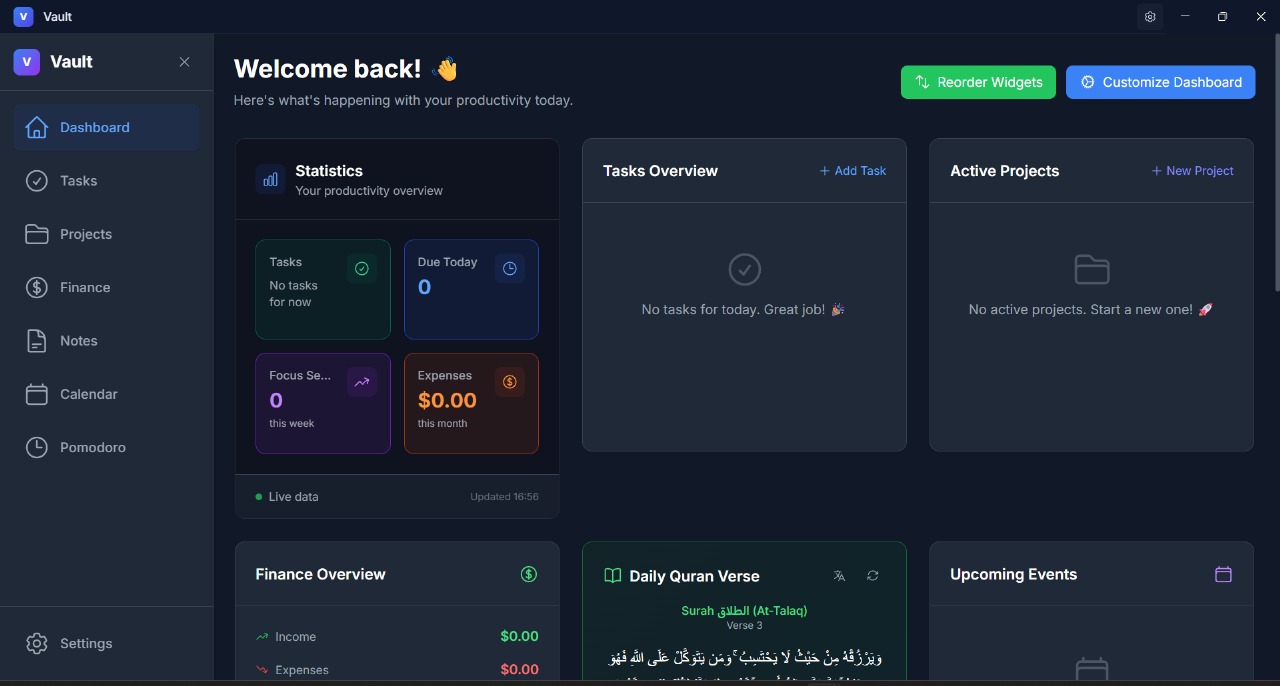 V Vault
V Vault
Dashboard
Tasks
Projects
Finance
Notes
Calendar
Pomodoro
Settings
Welcome back! 👋
Here's what's happening with your productivity today.
Reorder Widgets
Customize Dashboard
Statistics
Your productivity overview
Tasks
No tasks
for now
Due Today
0
Focus Se...
0
this week
Expenses
$0.00
this month
Live data
Updated 16:56
Tasks Overview
+ Add Task
No tasks for today. Great job! 🎉
Active Projects
+ New Project
No active projects. Start a new one! 🚀
Finance Overview
Income
$0.00
Expenses
$0.00
Daily Quran Verse
Surah الطلاق (At-Talaq)
Verse 3
وَيَرْزُقْهُ مِنْ حَيْثُ لَا يَحْتَسِبُ ۚ وَمَن يَتَوَكَّلْ عَلَى اللَّهِ فَهُوَ
Upcoming Events